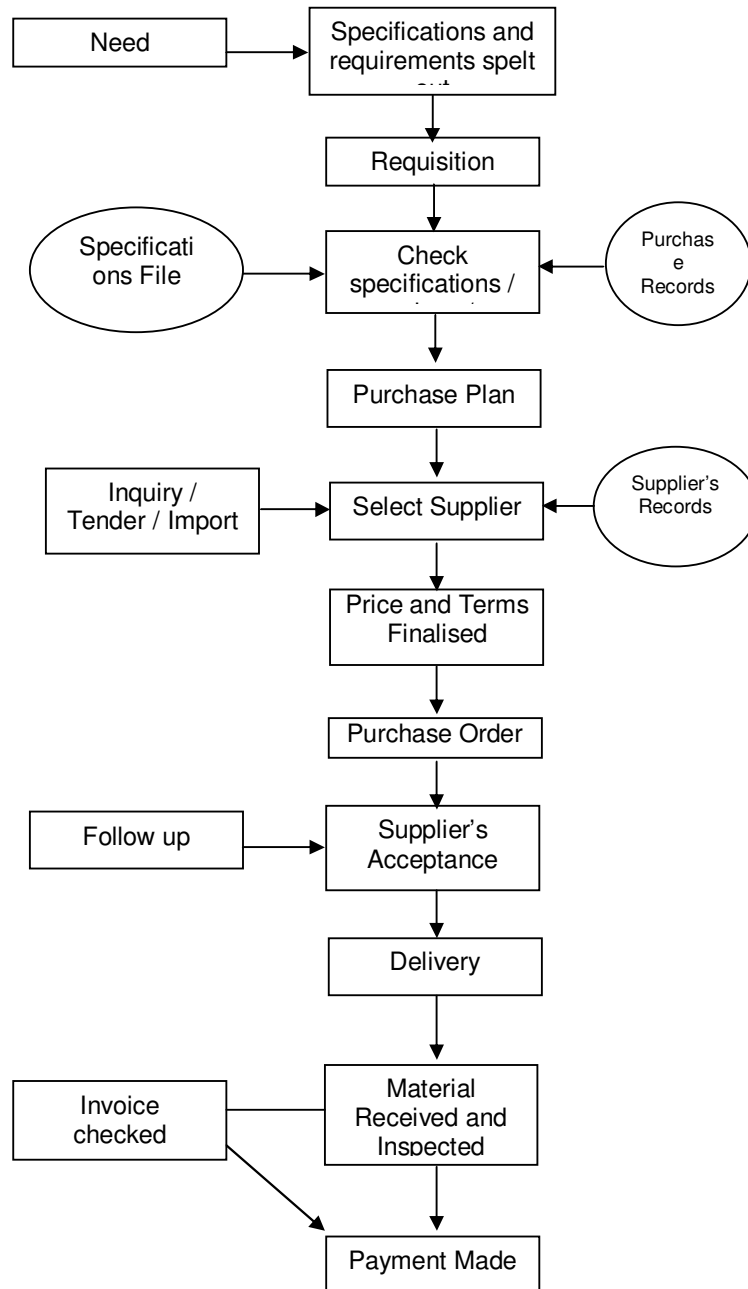 Need
Specifications and
requirements spelt
Requisition
Specificati
ons File
Check
specifications /
Purchas
e
Records
Purchase Plan
Inquiry /
Tender / Import
Select Supplier
Supplier’s
Records
Price and Terms
Finalised
Purchase Order
Follow up
Supplier’s
Acceptance
Delivery
Invoice
checked
Material
Received and
Inspected
Payment Made